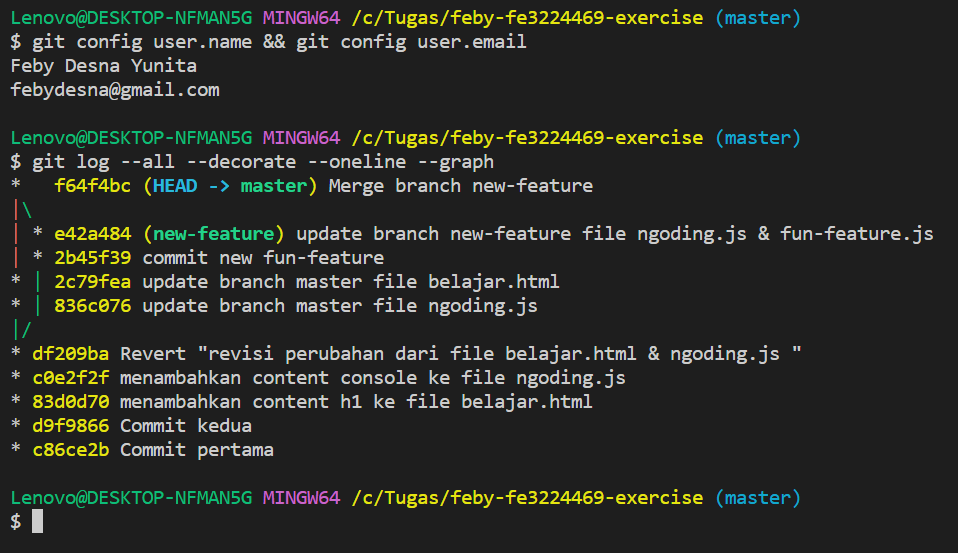 Lenovo@DESKTOP-NFMAN5G MINGW64 /c/Tugas/feby-fe3224469-exercise (master)
$ git config user.name && git config user.email
Feby Desna Yunita
febydesna@gmail.com
Lenovo@DESKTOP-NFMAN5G MINGW64 /c/Tugas/feby-fe3224469-exercise (master)
$ git log --all --decorate --oneline --graph
*   f64f4bc (HEAD -> master) Merge branch new-feature
|\
| * e42a484 (new-feature) update branch new-feature file ngoding.js & fun-feature.js
| * 2b45f39 commit new fun-feature
* | 2c79fea update branch master file belajar.html
* | 836c076 update branch master file ngoding.js
|/
* df209ba Revert "revisi perubahan dari file belajar.html & ngoding.js "
* c0e2f2f menambahkan content console ke file ngoding.js
* 83d0d70 menambahkan content h1 ke file belajar.html
* d9f9866 Commit kedua
* c86ce2b Commit pertama
Lenovo@DESKTOP-NFMAN5G MINGW64 /c/Tugas/feby-fe3224469-exercise (master)
$